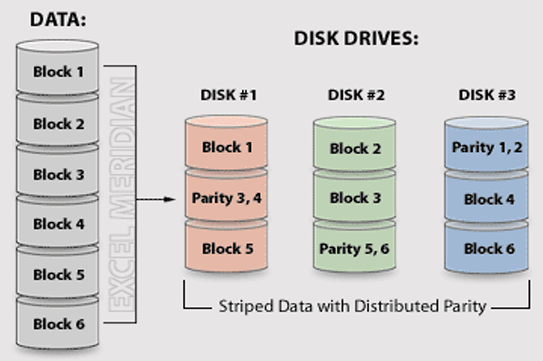 DATA:
Block 1
Block 2
Block 3
Block 4
Block 5
Block 6
EXCEL MERIDIAN
DISK DRIVES:
DISK #1
DISK #2
DISK #3
Block 1
Block 2
Parity 1, 2
Parity 3, 4
Block 3
Block 4
Block 5
Parity 5, 6
Block 6
Striped Data with Distributed Parity